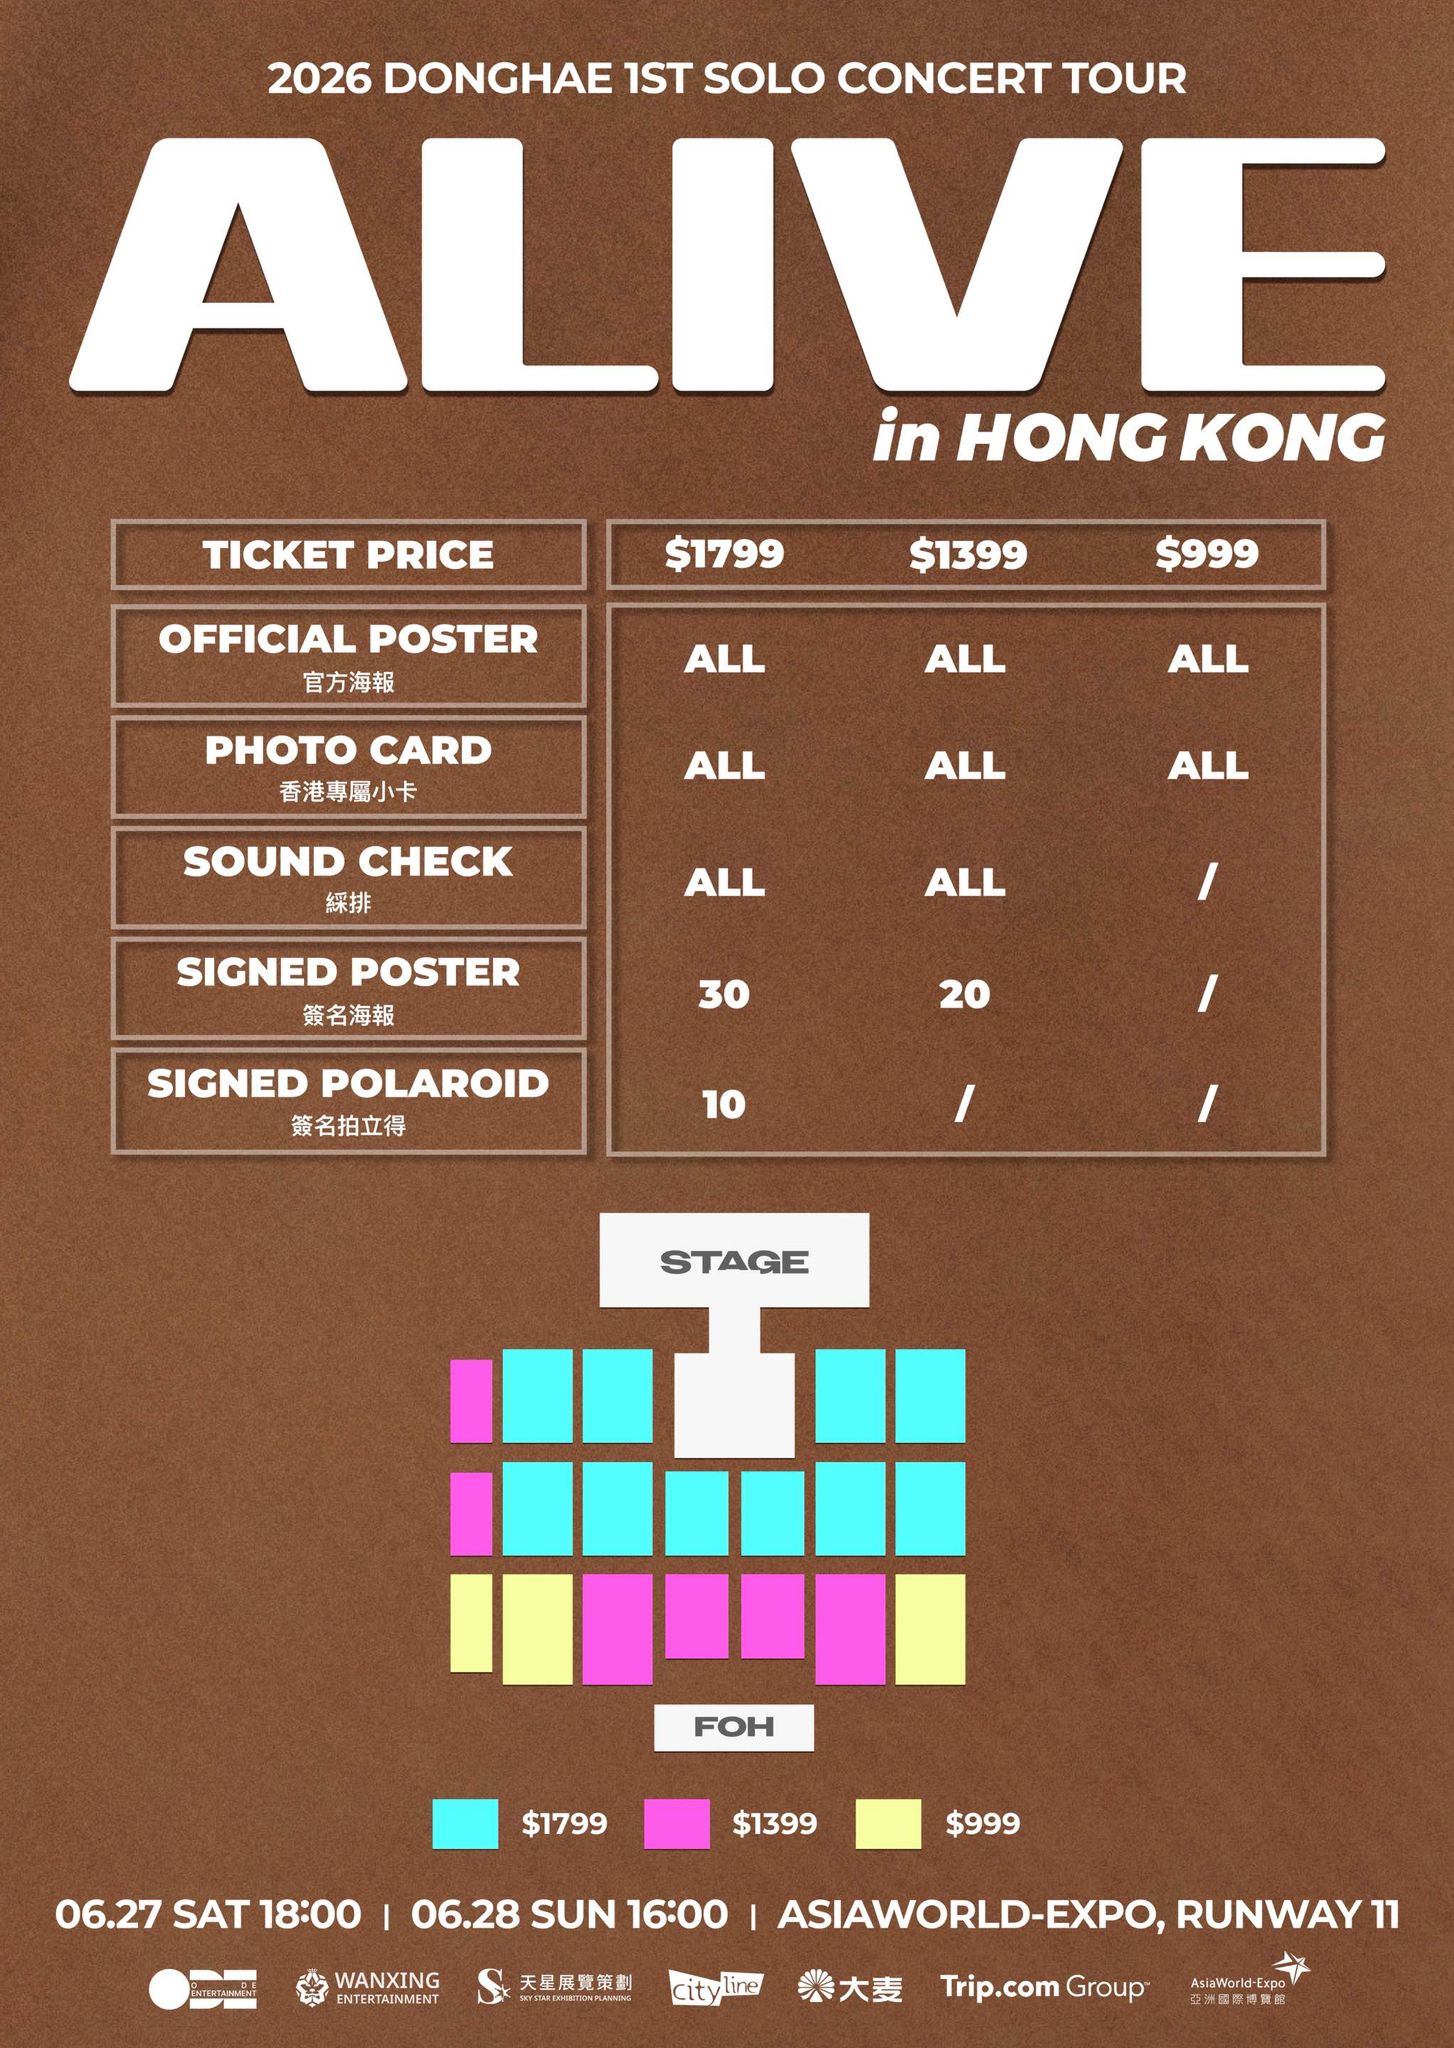 2026 DONGHAE 1ST SOLO CONCERT TOUR
ALIVE
in HONG KONG
TICKET PRICE $1799 $1399 $999
OFFICIAL POSTER
官方海報
ALL ALL ALL
PHOTO CARD
香港專屬小卡
ALL ALL ALL
SOUND CHECK
綵排
ALL ALL /
SIGNED POSTER
簽名海報
30 20 /
SIGNED POLAROID
簽名拍立得
10 / /
STAGE
FOH
$1799 $1399 $999
06.27 SAT 18:00 | 06.28 SUN 16:00 | ASIAWORLD-EXPO, RUNWAY 11
ODE
ENTERTAINMENT
WANXING
ENTERTAINMENT
天星展覽策劃
SKY STAR EXHIBITION PLANNING
cityline
大麦
Trip.com Group™
AsiaWorld-Expo
亞洲國際博覽館